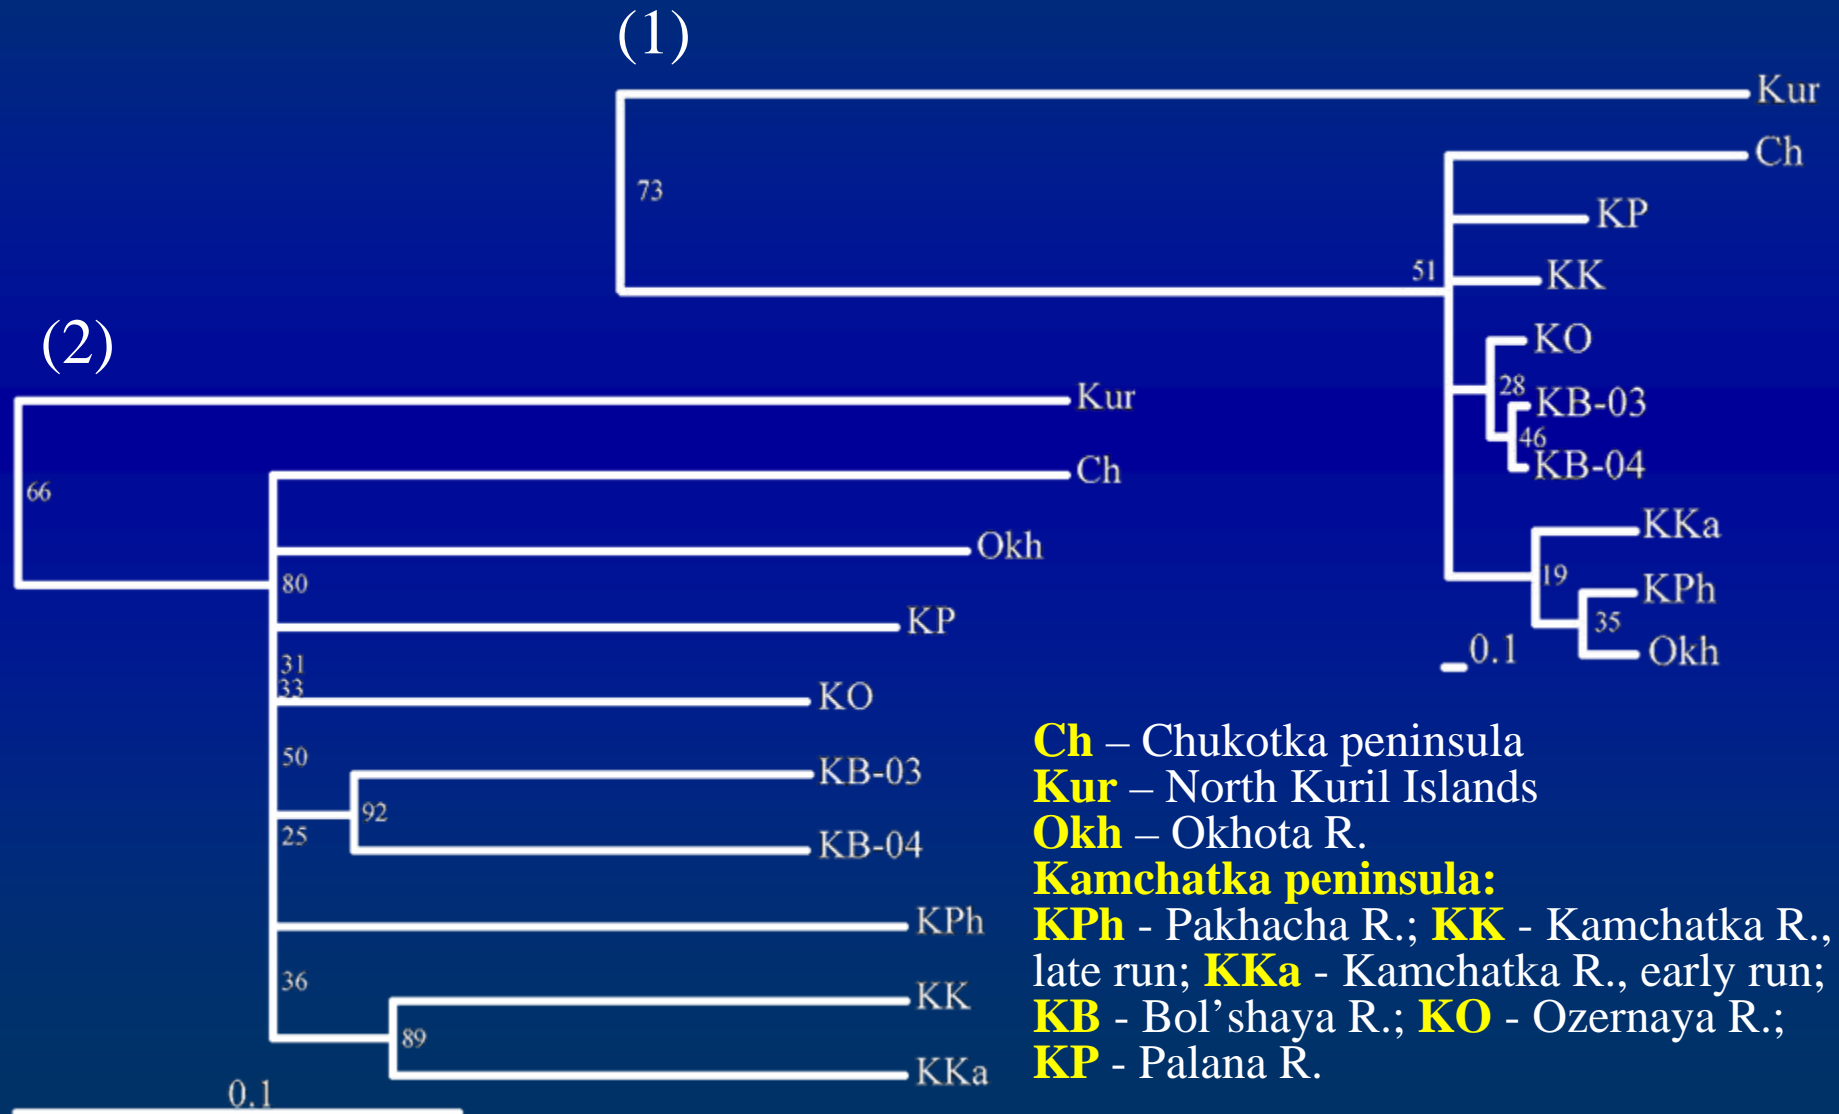 (1)
Kur
Ch
73
KP
51
KK
KO
28
KB-03
46
KB-04
KKa
19
KPh
35
Okh
0.1
(2)
Kur
Ch
66
Okh
80
KP
31
33
KO
50
KB-03
92
25
KB-04
KPh
36
KK
89
KKa
0.1
Ch – Chukotka peninsula
Kur – North Kuril Islands
Okh – Okhota R.
Kamchatka peninsula:
KPh - Pakhacha R.; KK - Kamchatka R.,
late run; KKa - Kamchatka R., early run;
KB - Bol’shaya R.; KO - Ozernaya R.;
KP - Palana R.